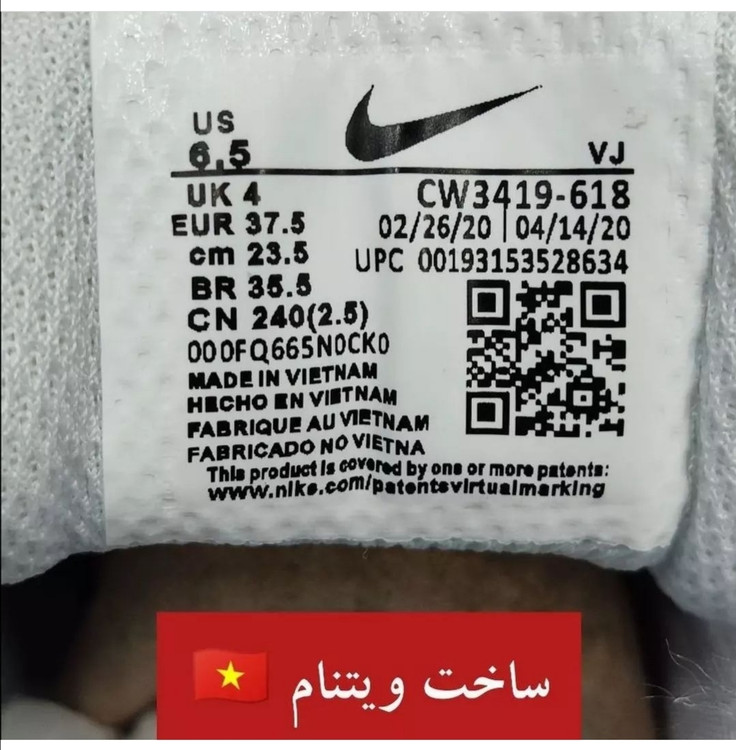 US
6.5
VJ
UK 4
CW3419-618
EUR 37.5
02/26/20 | 04/14/20
cm 23.5
UPC 00193153528634
BR 35.5
CN 240(2.5)
000FQ665N0CK0
MADE IN VIETNAM
HECHO EN VIETNAM
FABRIQUE AU VIETNAM
FABRICADO NO VIETNA
This product is covered by one or more patents:
www.nike.com/patentsvirtualmarking
ساخت ویتنام